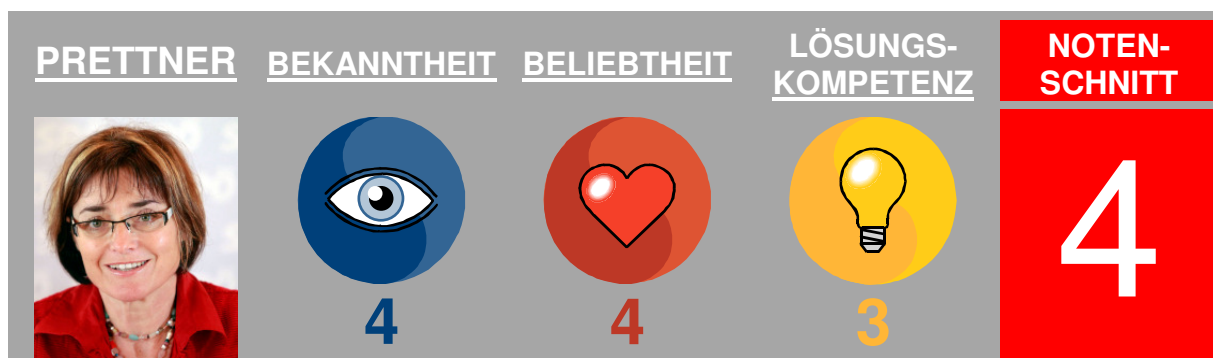 PRETTNER
BEKANNTHEIT
BELIEBTHEIT
LÖSUNGS-
KOMPETENZ
NOTEN-
SCHNITT
4
4
3
4